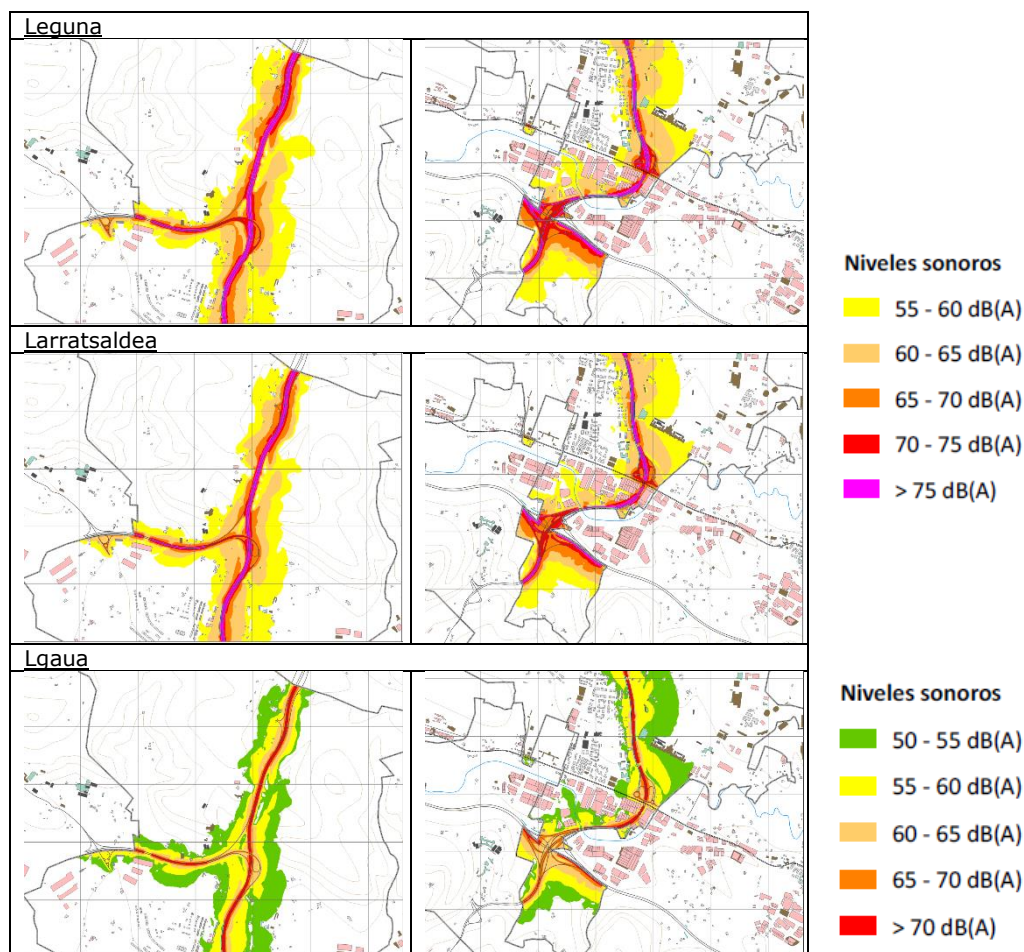 Leguna
Larratsaldea
Lgaua
Niveles sonoros
55 - 60 dB(A)
60 - 65 dB(A)
65 - 70 dB(A)
70 - 75 dB(A)
> 75 dB(A)
Niveles sonoros
50 - 55 dB(A)
55 - 60 dB(A)
60 - 65 dB(A)
65 - 70 dB(A)
> 70 dB(A)